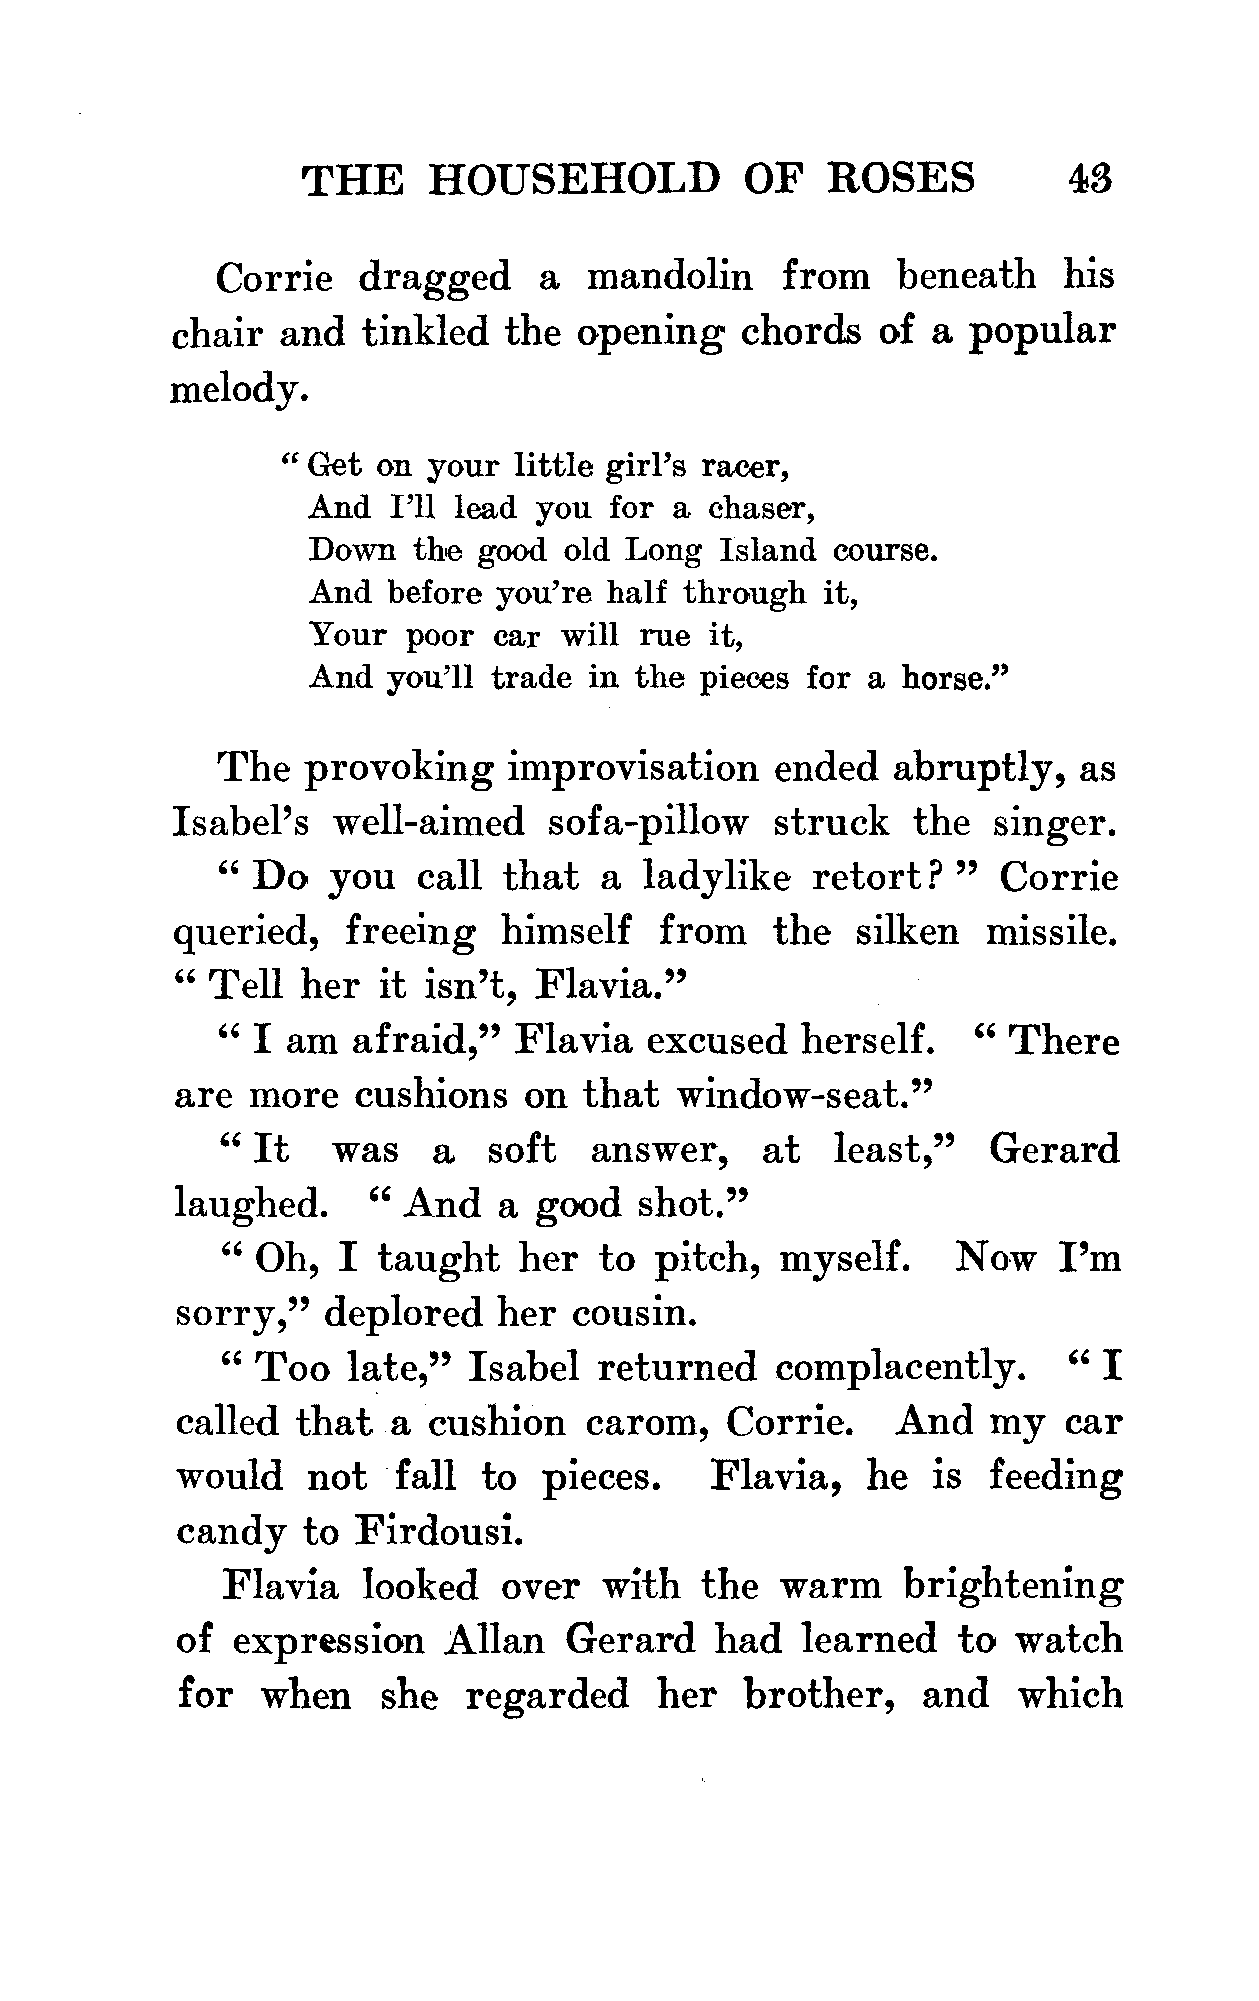 THE HOUSEHOLD OF ROSES 43
Corrie dragged a mandolin from beneath his
chair and tinkled the opening chords of a popular
melody.
“ Get on your little girl’s racer,
And I’ll lead you for a chaser,
Down the good old Long Island course.
And before you’re half through it,
Your poor car will rue it,
And you’ll trade in the pieces for a horse.”
The provoking improvisation ended abruptly, as
Isabel’s well-aimed sofa-pillow struck the singer.
“ Do you call that a ladylike retort? ” Corrie
queried, freeing himself from the silken missile.
“ Tell her it isn’t, Flavia.”
“ I am afraid,” Flavia excused herself. “ There
are more cushions on that window-seat.”
“ It was a soft answer, at least,” Gerard
laughed. “ And a good shot.”
“ Oh, I taught her to pitch, myself. Now I’m
sorry,” deplored her cousin.
“ Too late,” Isabel returned complacently. “ I
called that a cushion carom, Corrie. And my car
would not fall to pieces. Flavia, he is feeding
candy to Firdousi.
Flavia looked over with the warm brightening
of expression Allan Gerard had learned to watch
for when she regarded her brother, and which